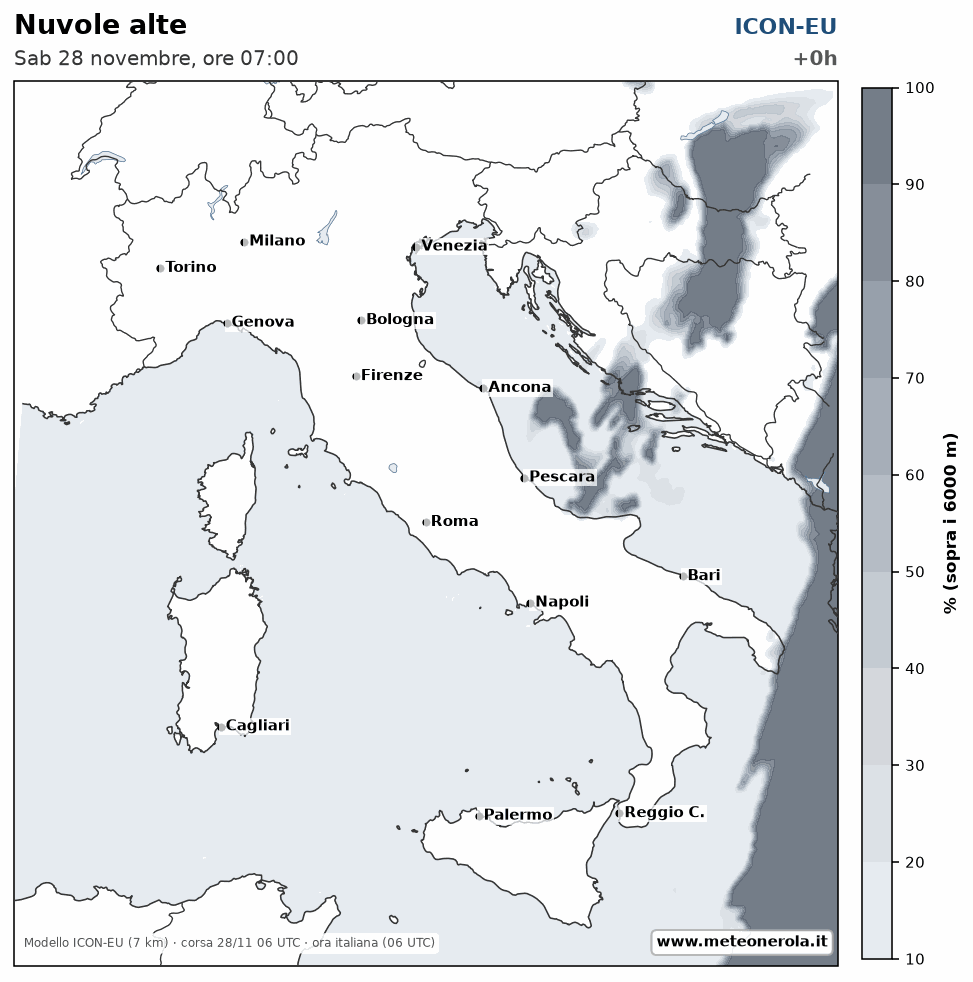 Nuvole alte
ICON-EU
Sab 28 novembre, ore 07:00
+0h
100
90
80
70
60
50
40
30
20
10
% (sopra i 6000 m)
Milano
Venezia
Torino
Genova
Bologna
Firenze
Ancona
Pescara
Roma
Bari
Napoli
Cagliari
Palermo
Reggio C.
Modello ICON-EU (7 km) · corsa 28/11 06 UTC · ora italiana (06 UTC)
www.meteonerola.it